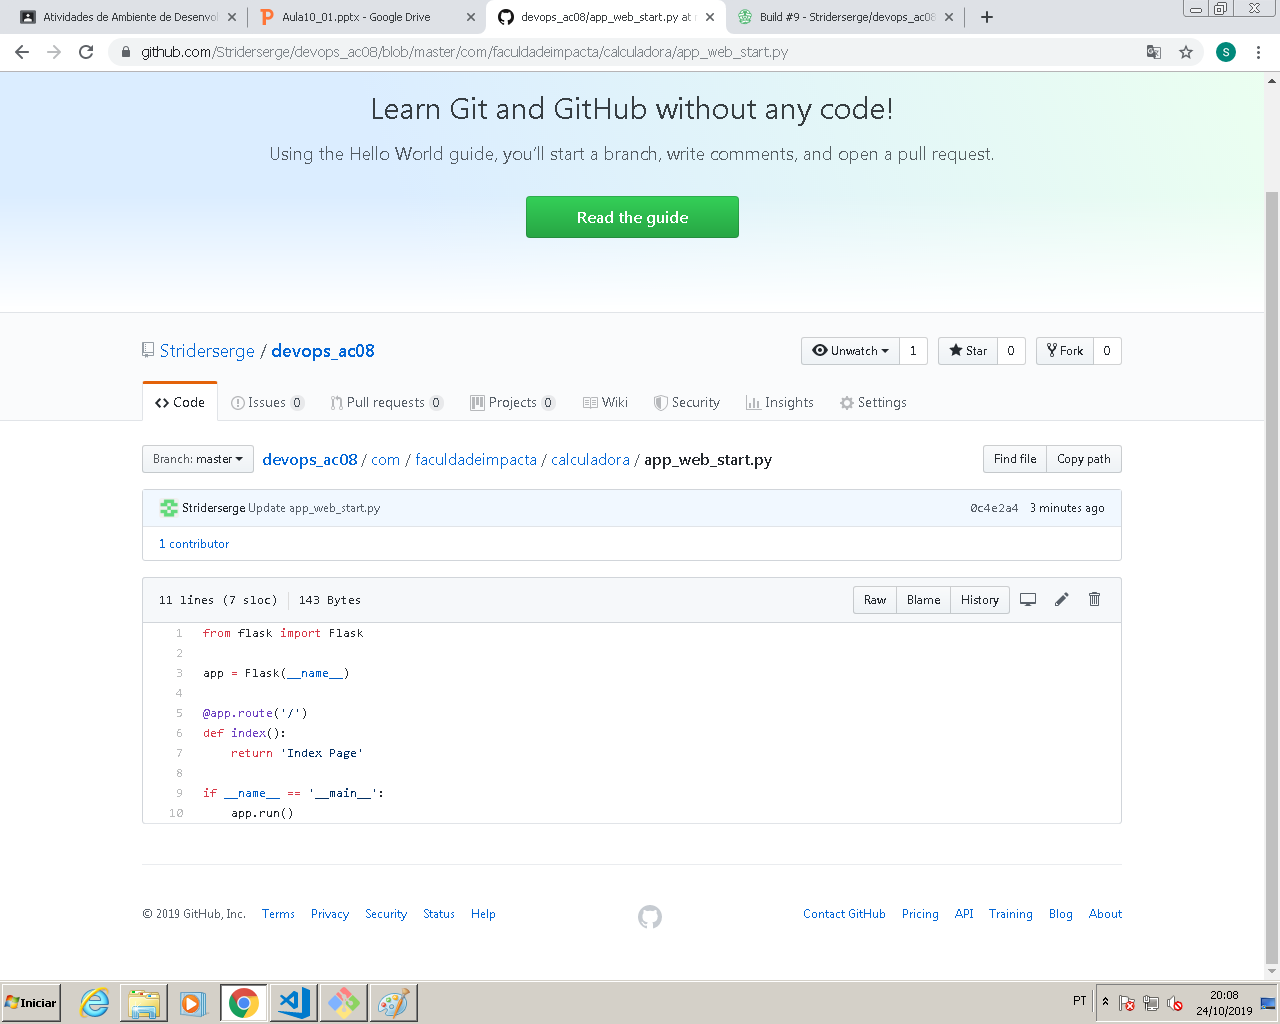 Atividades de Ambiente de Desenvol
Aula10_01.pptx - Google Drive
devops_ac08/app_web_start.py at
Build #9 - Striderserge/devops_ac08
github.com/Striderserge/devops_ac08/blob/master/com/faculdadeimpacta/calculadora/app_web_start.py
S
Learn Git and GitHub without any code!
Using the Hello World guide, you’ll start a branch, write comments, and open a pull request.
Read the guide
Striderserge / devops_ac08
Unwatch 1
Star 0
Fork 0
Code
Issues 0
Pull requests 0
Projects 0
Wiki
Security
Insights
Settings
Branch: master
devops_ac08 / com / faculdadeimpacta / calculadora / app_web_start.py
Find file
Copy path
Striderserge Update app_web_start.py
0c4e2a4 3 minutes ago
1 contributor
11 lines (7 sloc) 143 Bytes
Raw Blame History
1 from flask import Flask
2
3 app = Flask(__name__)
4
5 @app.route('/')
6 def index():
7     return 'Index Page'
8
9 if __name__ == '__main__':
10     app.run()
© 2019 GitHub, Inc. Terms Privacy Security Status Help
Contact GitHub Pricing API Training Blog About
Iniciar
PT
20:08
24/10/2019